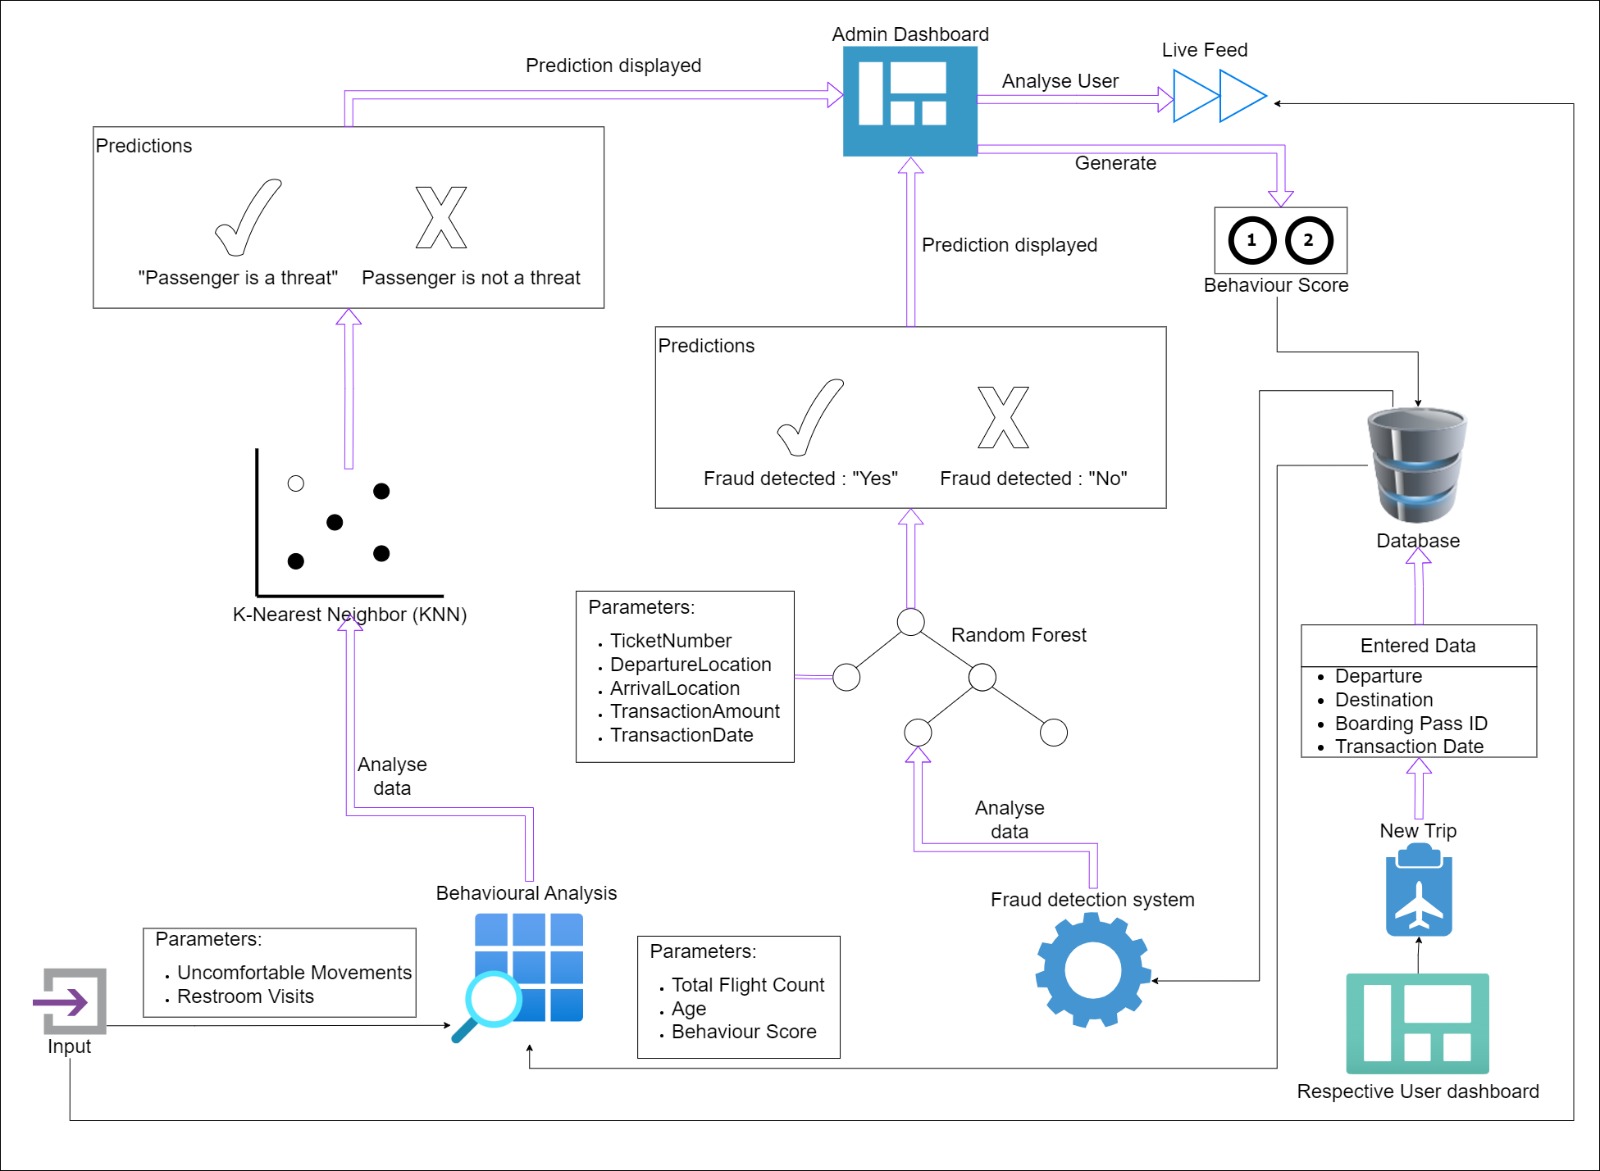 Admin Dashboard
Live Feed
Prediction displayed
Analyse User
Generate
Predictions
"Passenger is a threat"
Passenger is not a threat
Prediction displayed
1
2
Behaviour Score
Predictions
Fraud detected : "Yes"
Fraud detected : "No"
Database
K-Nearest Neighbor (KNN)
Parameters:
TicketNumber
DepartureLocation
ArrivalLocation
TransactionAmount
TransactionDate
Random Forest
Entered Data
Departure
Destination
Boarding Pass ID
Transaction Date
Analyse
data
Analyse
data
New Trip
Behavioural Analysis
Fraud detection system
Parameters:
Uncomfortable Movements
Restroom Visits
Parameters:
Total Flight Count
Age
Behaviour Score
Input
Respective User dashboard